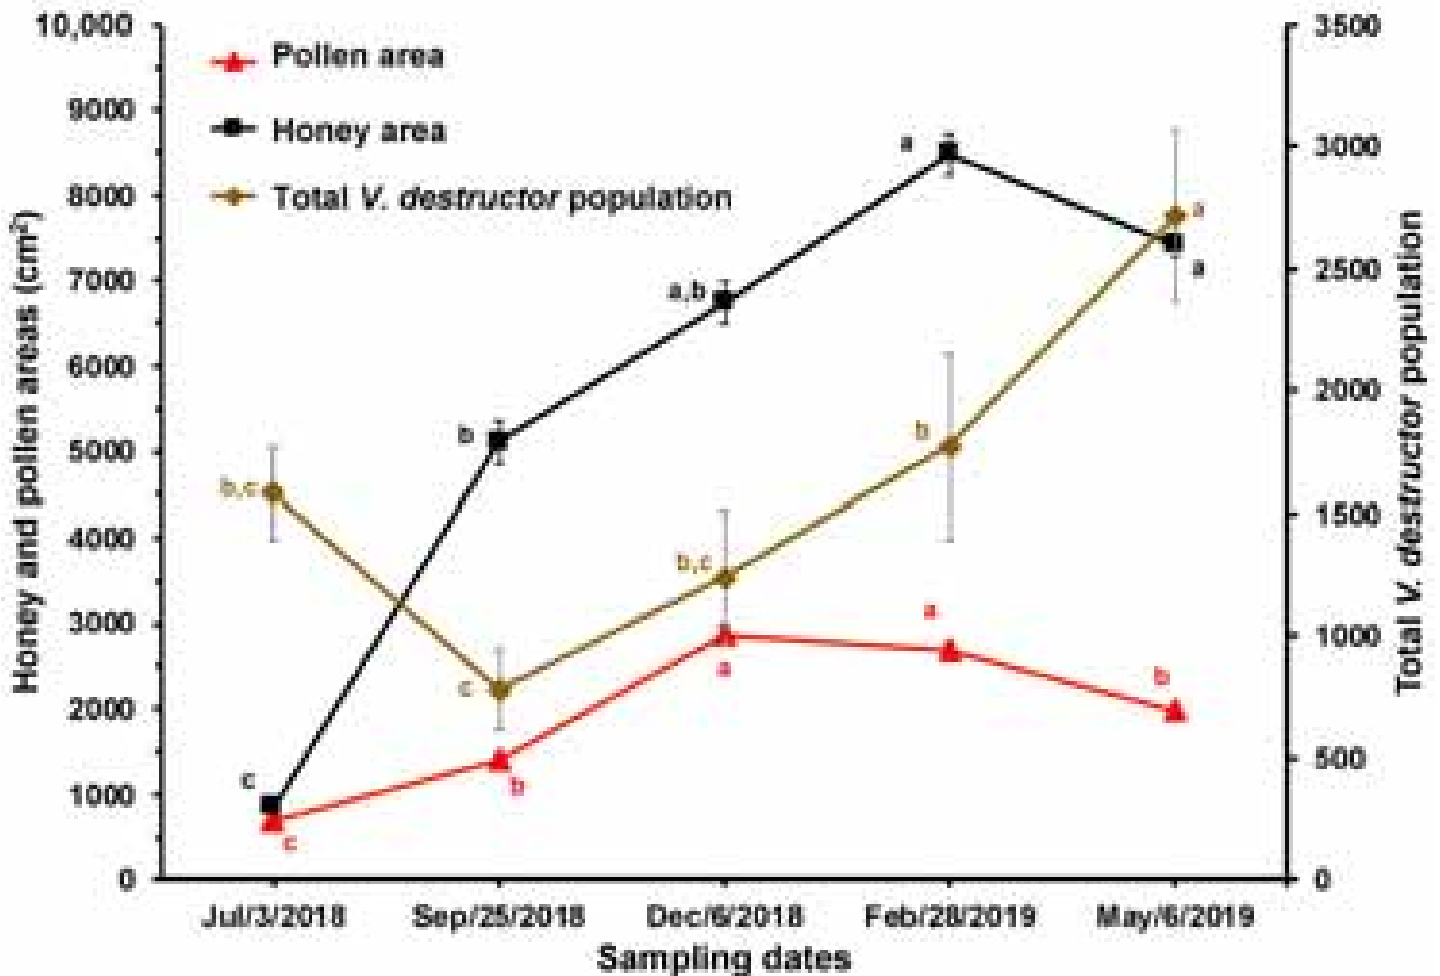 10,000
9000
8000
7000
6000
5000
4000
3000
2000
1000
0
Honey and pollen areas (cm²)
Pollen area
Honey area
Total V. destructor population
b,c
c
c
b
c
b
a,b
b,c
a
a
b
a
a
a
b
3500
3000
2500
2000
1500
1000
500
0
Total V. destructor population
Jul/3/2018
Sep/25/2018
Dec/6/2018
Feb/28/2019
May/6/2019
Sampling dates